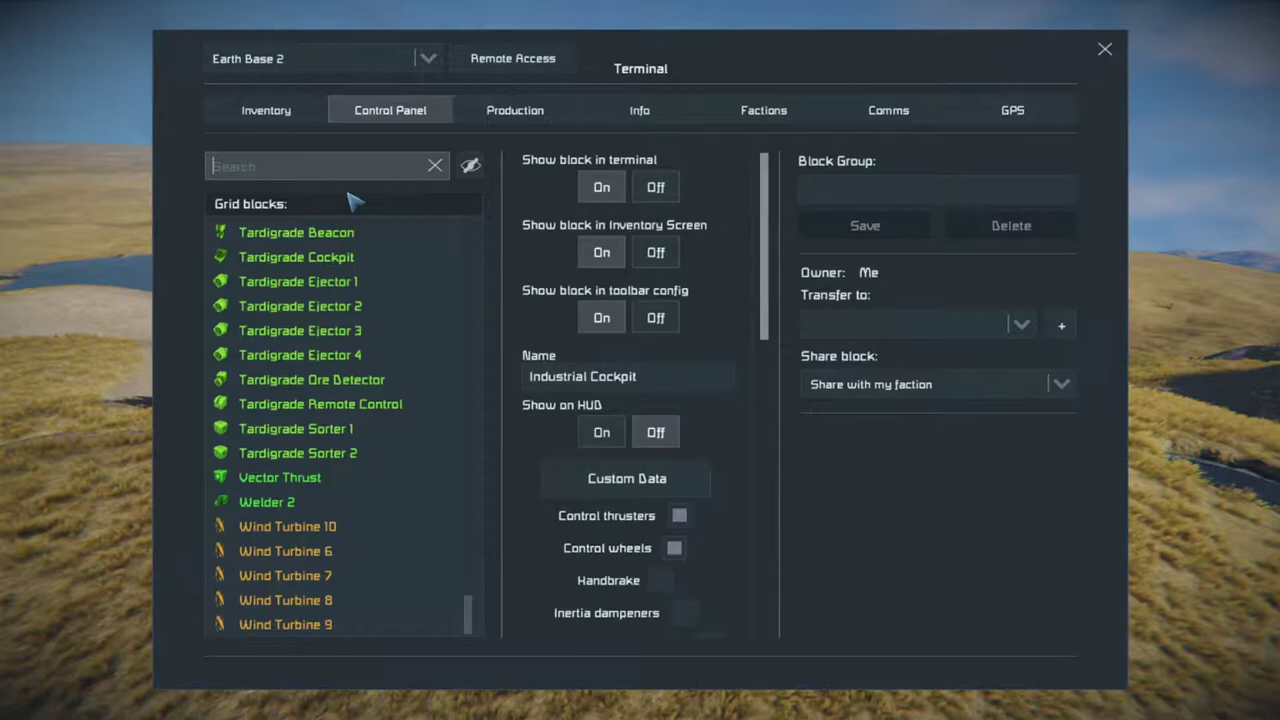 Earth Base 2
Remote Access
Terminal
Inventory
Control Panel
Production
Info
Factions
Comms
GPS
Search
Grid blocks:
Tardigrade Beacon
Tardigrade Cockpit
Tardigrade Ejector 1
Tardigrade Ejector 2
Tardigrade Ejector 3
Tardigrade Ejector 4
Tardigrade Ore Detector
Tardigrade Remote Control
Tardigrade Sorter 1
Tardigrade Sorter 2
Vector Thrust
Welder 2
Wind Turbine 10
Wind Turbine 6
Wind Turbine 7
Wind Turbine 8
Wind Turbine 9
Show block in terminal
On Off
Show block in Inventory Screen
On Off
Show block in toolbar config
On Off
Name
Industrial Cockpit
Show on HUD
On Off
Custom Data
Control thrusters
Control wheels
Handbrake
Inertia dampeners
Block Group:
Save Delete
Owner: Me
Transfer to:
+
Share block:
Share with my faction